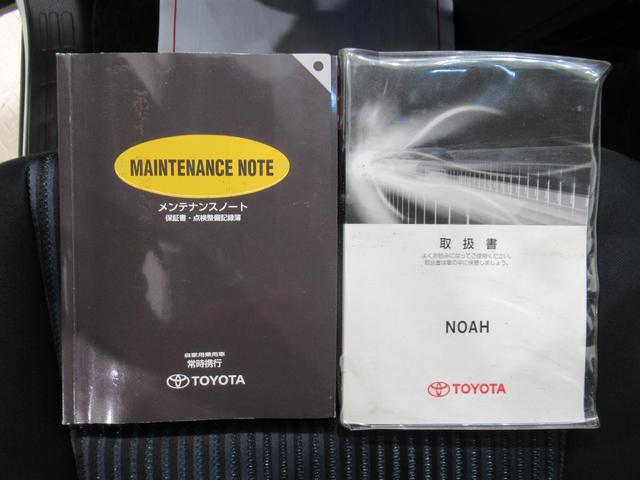 MAINTENANCE NOTE
メンテナンスノート
保証書・点検整備記録簿
自家用乗用車
常時携行
TOYOTA
取扱書
よくお読みになってご使用ください。
取扱書は車の中に保管しましょう。
NOAH
TOYOTA